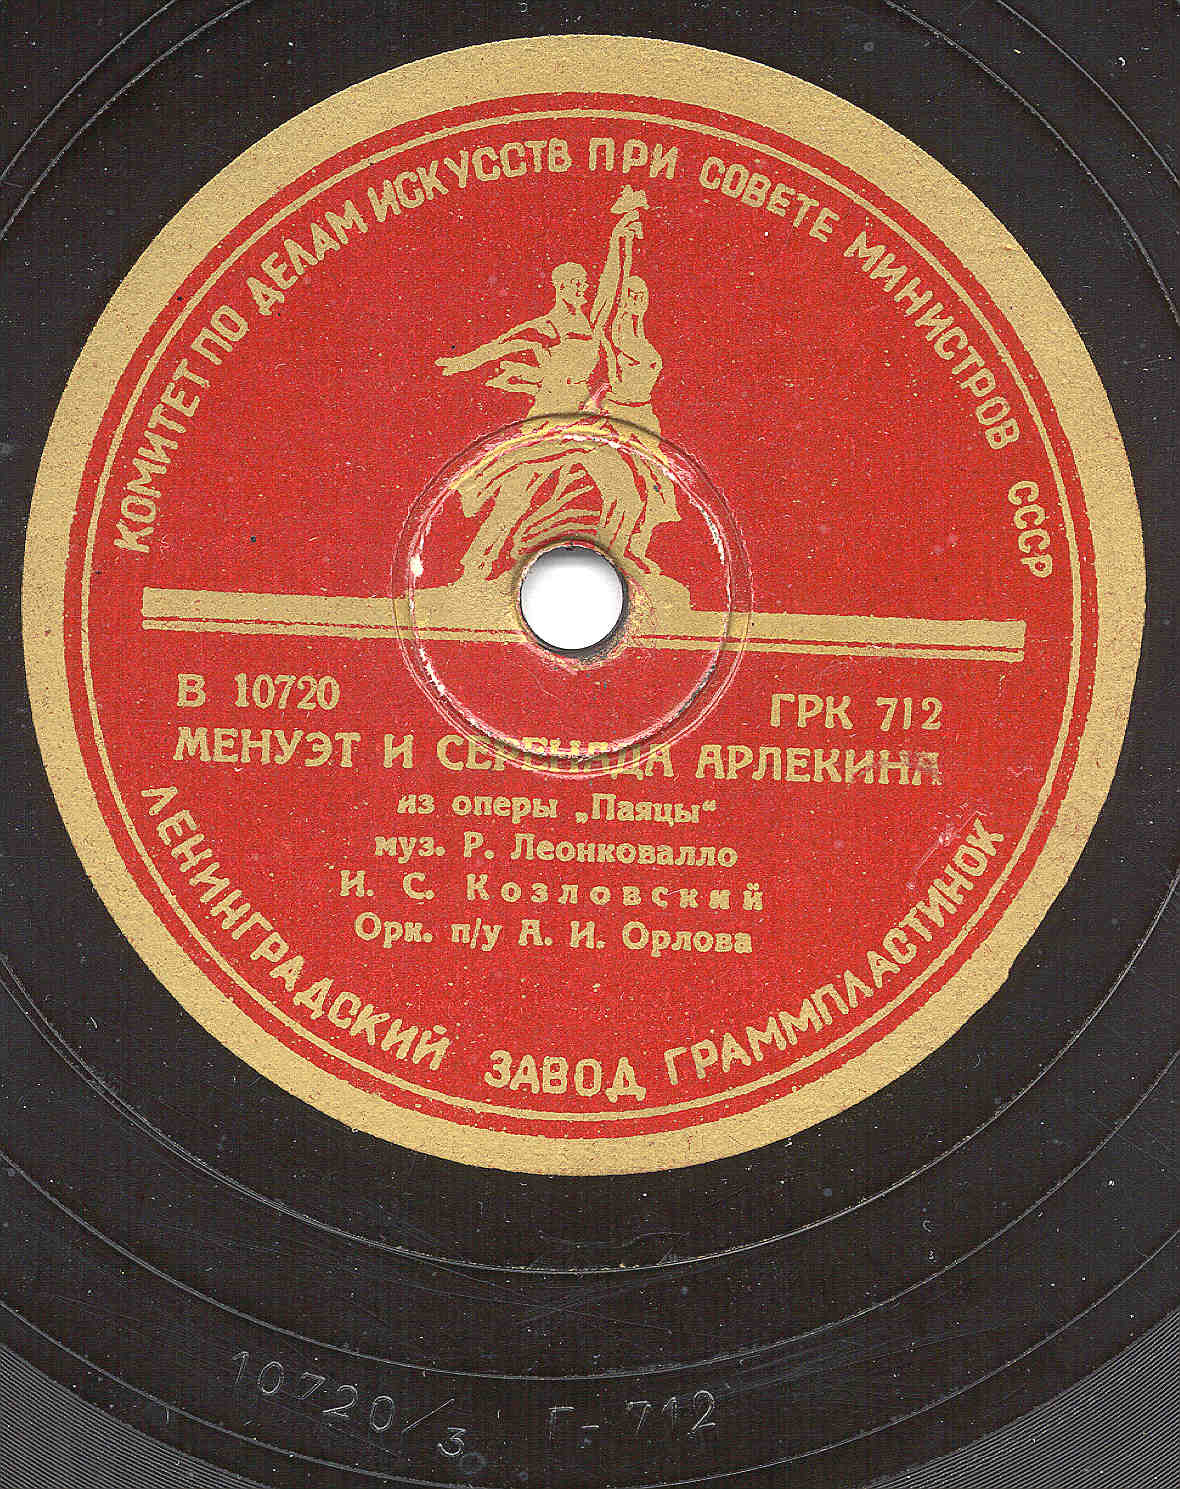 КОМИТЕТ ПО ДЕЛАМ ИСКУССТВ ПРИ СОВЕТЕ МИНИСТРОВ СССР
В 10720
ГРК 712
МЕНУЭТ И СЕРЕНАДА АРЛЕКИНА
из оперы „Паяцы“
муз. Р. Леонковалло
И. С. Козловский
Орк. п/у А. И. Орлова
ЛЕНИНГРАДСКИЙ ЗАВОД ГРАММПЛАСТИНОК
10720/3 Г-712